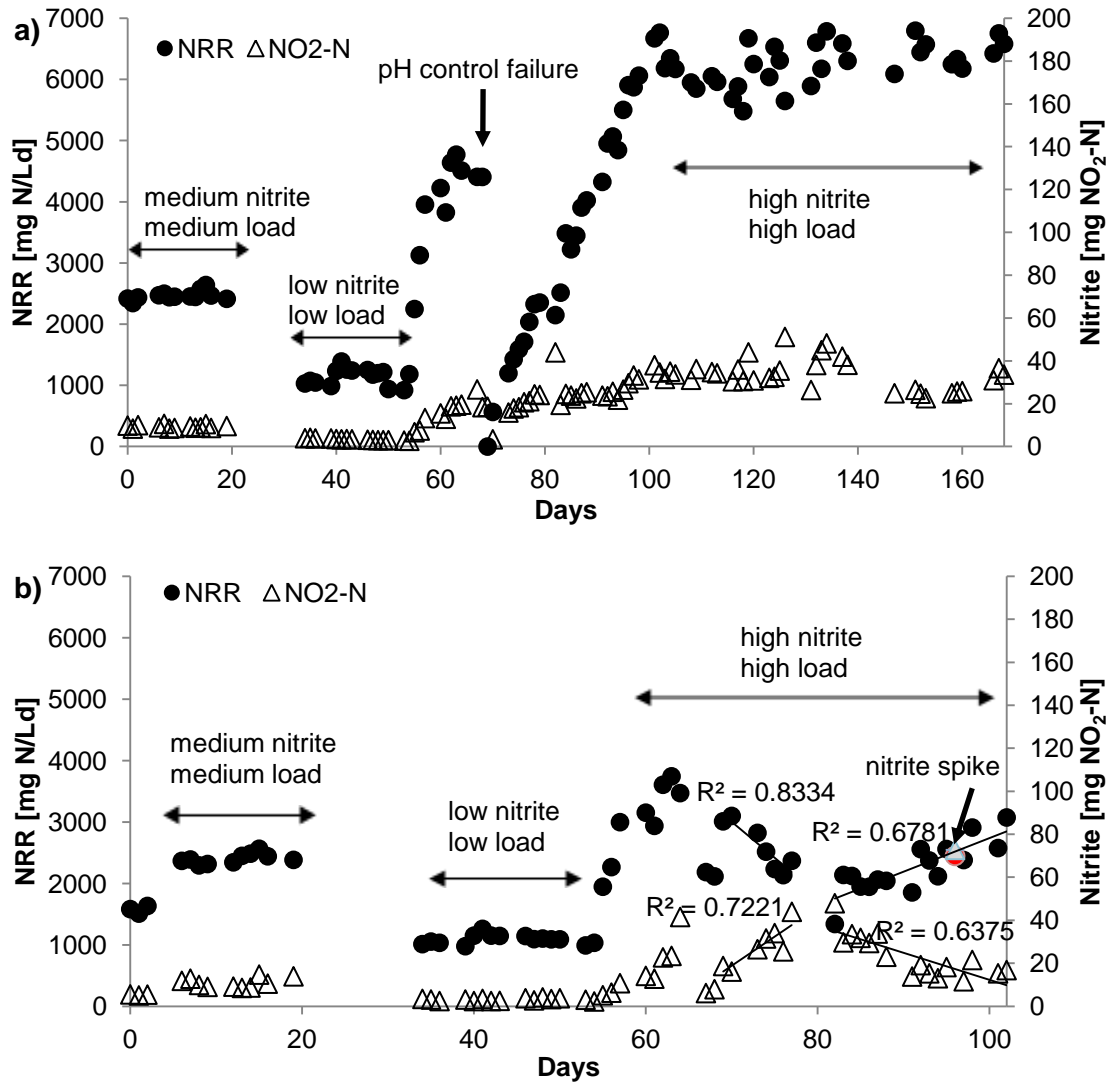 a)
NRR NO2-N
pH control failure
medium nitrite
medium load
low nitrite
low load
high nitrite
high load
NRR [mg N/Ld]
7000
6000
5000
4000
3000
2000
1000
0
Nitrite [mg NO₂-N]
200
180
160
140
120
100
80
60
40
20
0
0 20 40 60 80 100 120 140 160
Days
b)
NRR NO2-N
high nitrite
high load
medium nitrite
medium load
low nitrite
low load
nitrite spike
R² = 0.8334
R² = 0.6781
R² = 0.7221
R² = 0.6375
NRR [mg N/Ld]
7000
6000
5000
4000
3000
2000
1000
0
Nitrite [mg NO₂-N]
200
180
160
140
120
100
80
60
40
20
0
0 20 40 60 80 100
Days